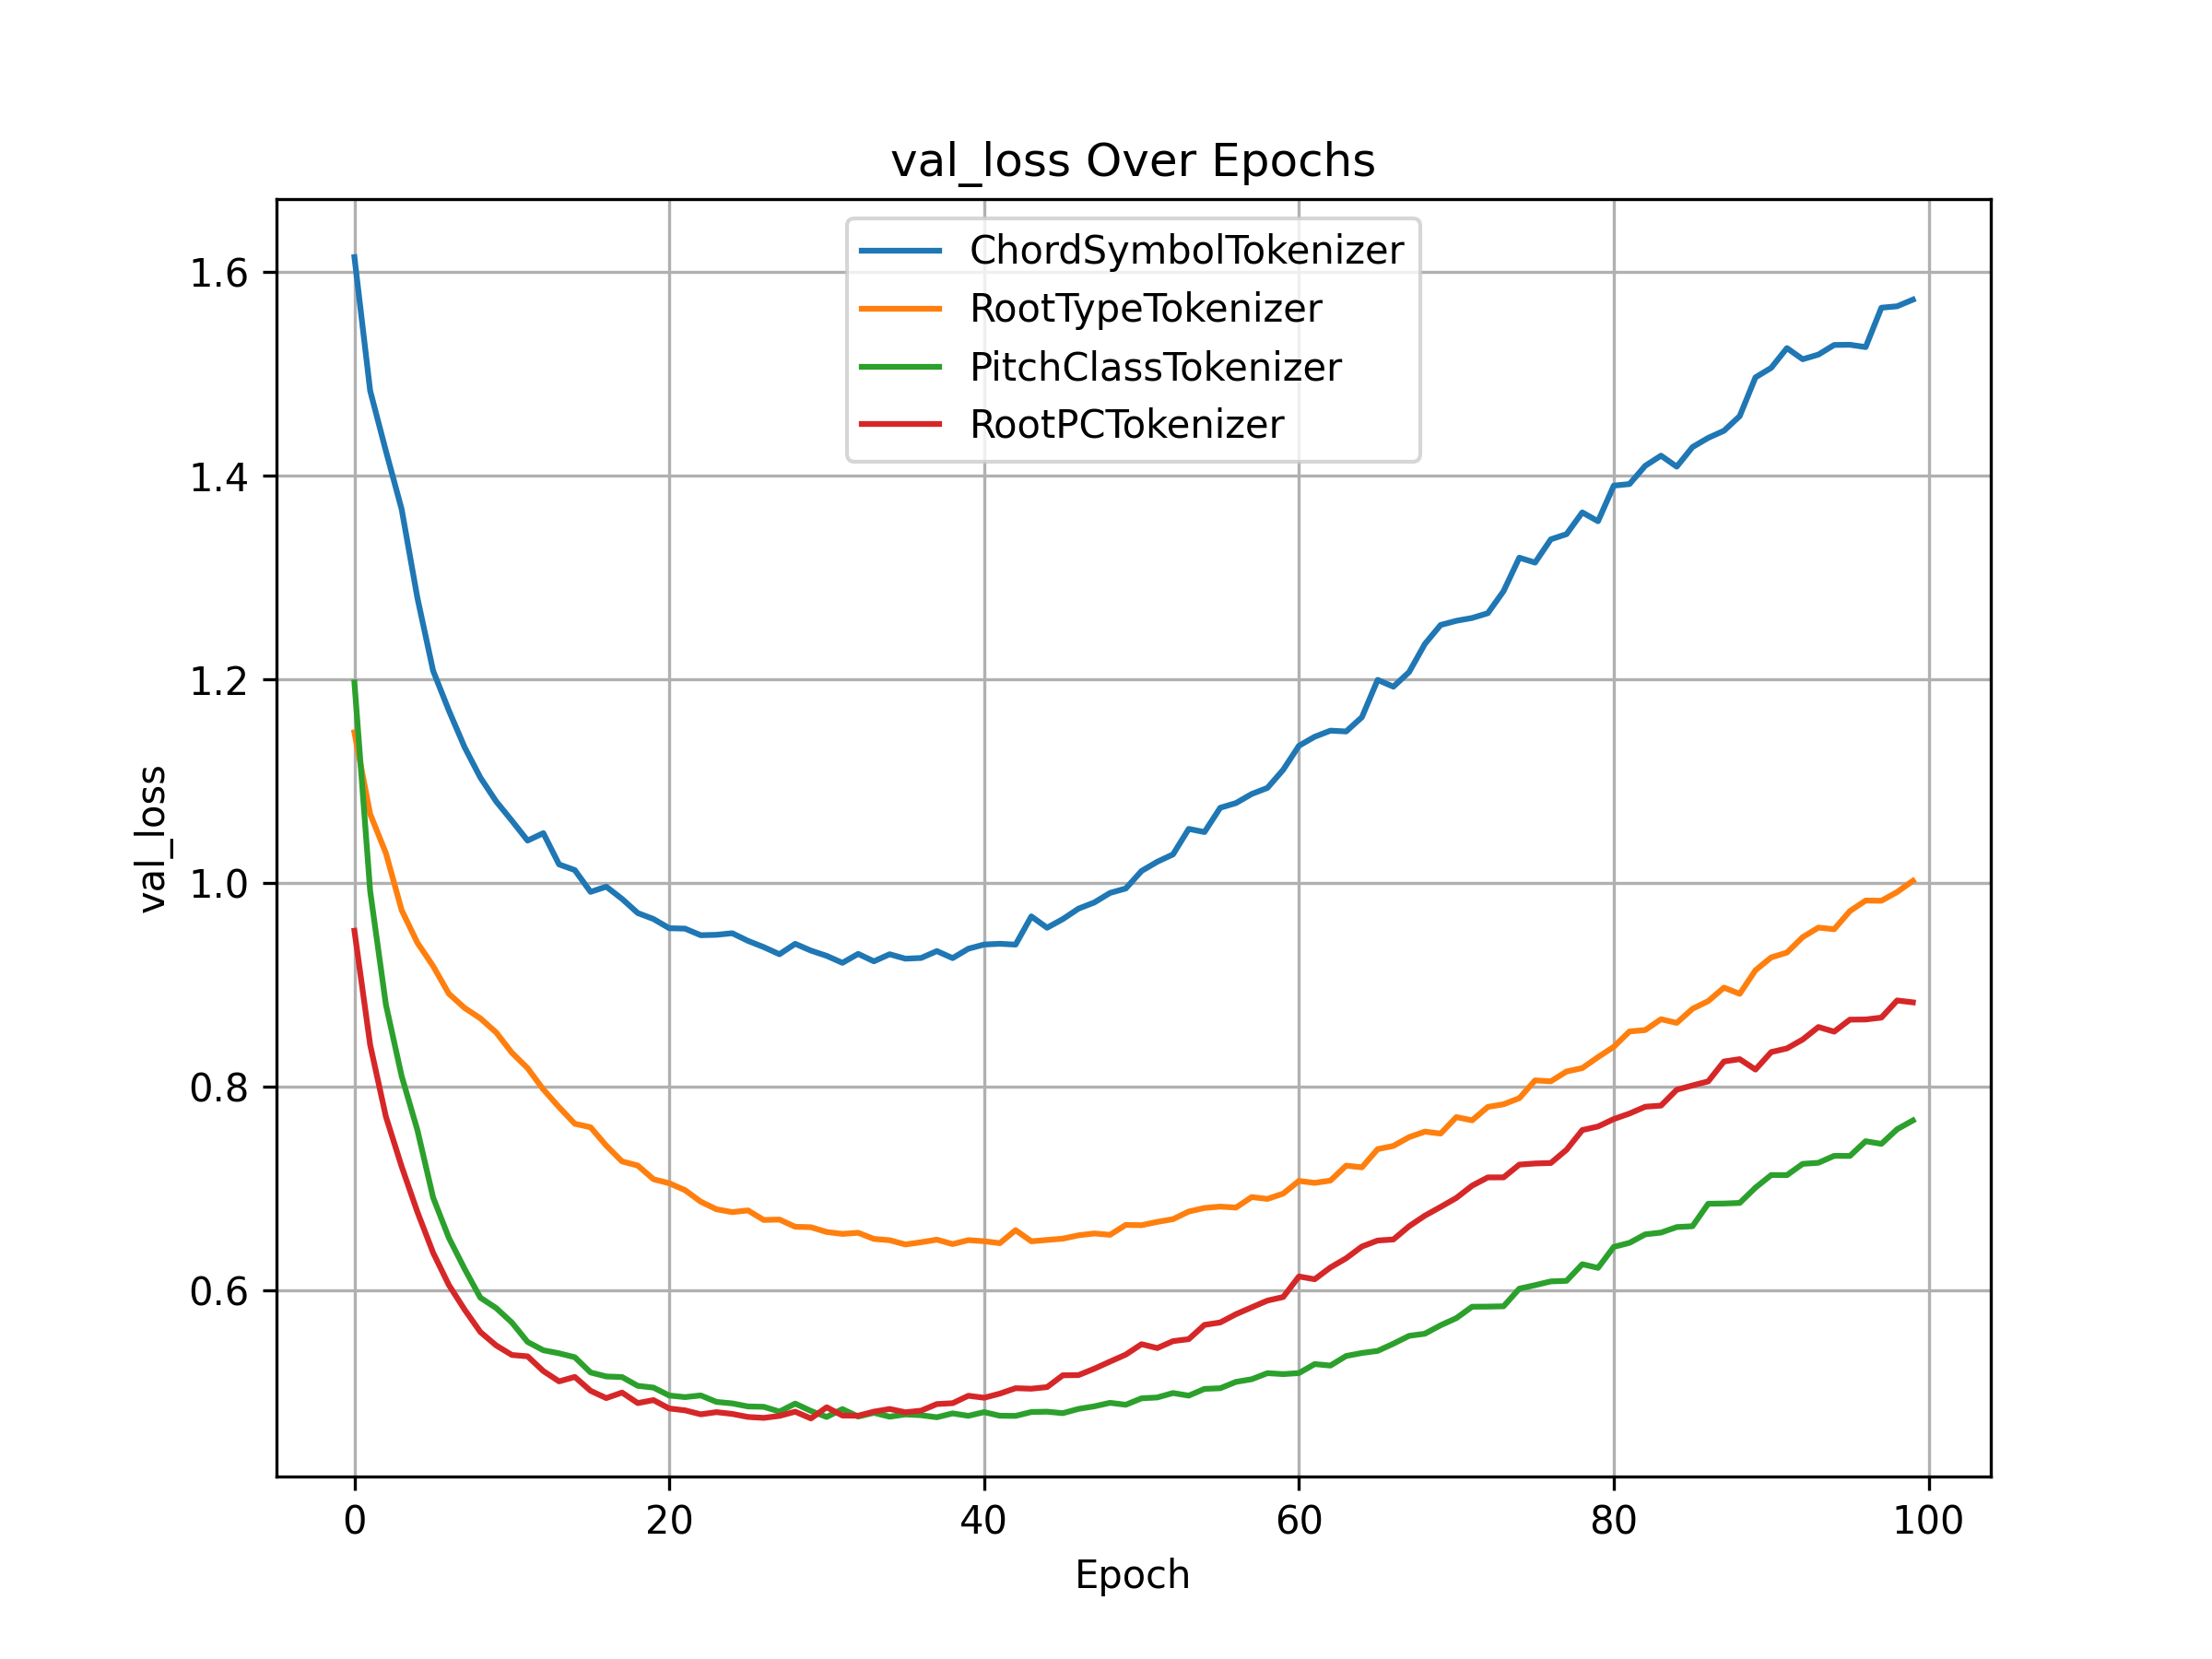 val_loss Over Epochs
ChordSymbolTokenizer
RootTypeTokenizer
PitchClassTokenizer
RootPCTokenizer
1.6
1.4
1.2
1.0
0.8
0.6
val_loss
0 20 40 60 80 100
Epoch